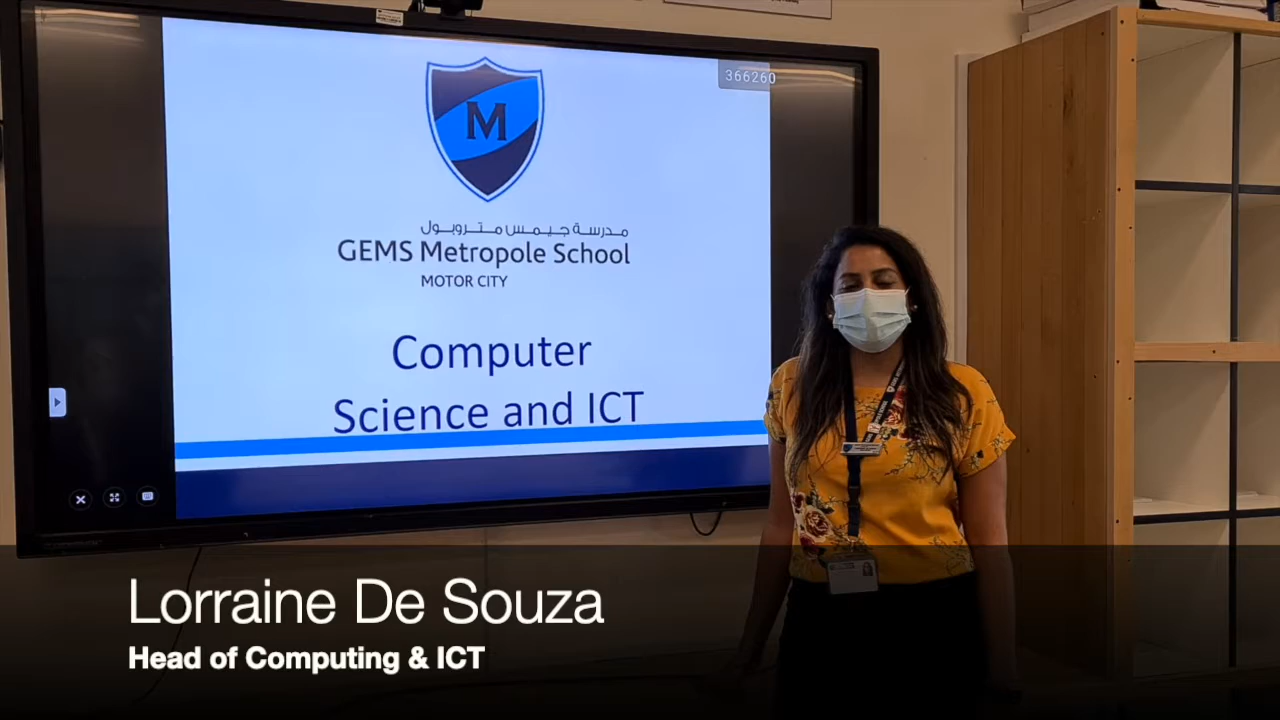 366260
M
مدرسة جيمس متروبول
GEMS Metropole School
MOTOR CITY
Computer
Science and ICT
Lorraine De Souza
Head of Computing & ICT